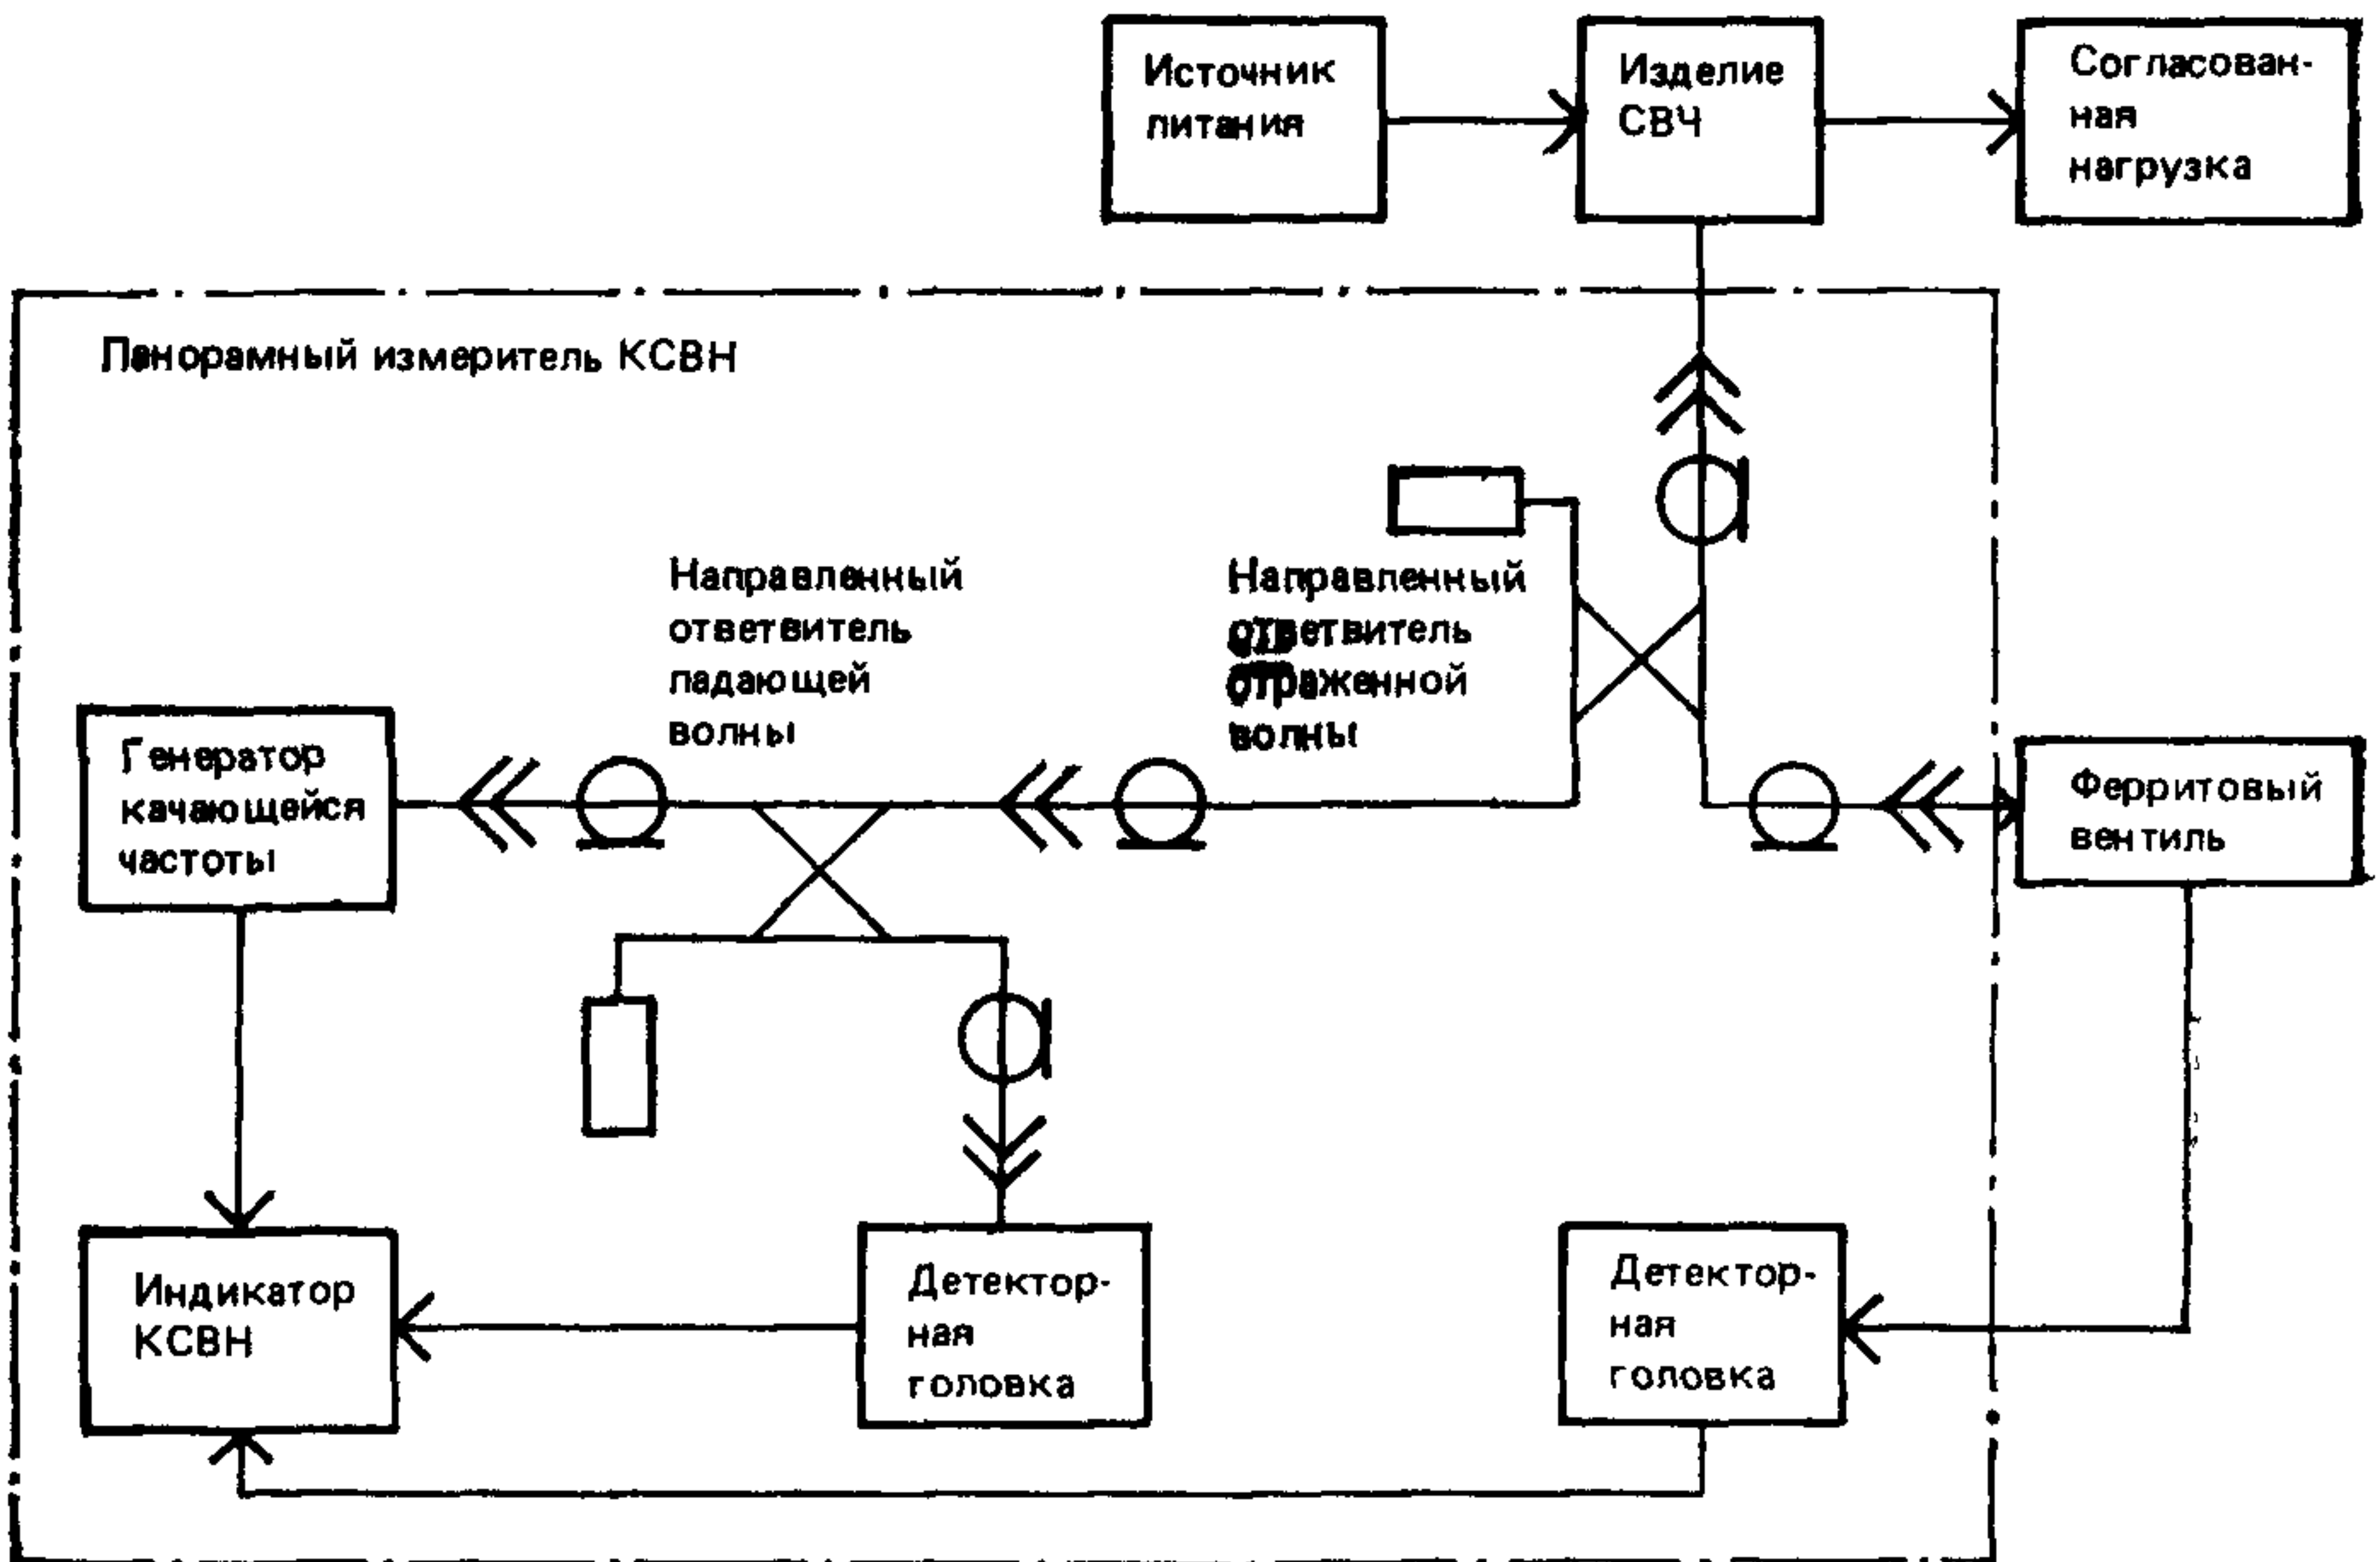 Источник
питания
Изделие
СВЧ
Согласован-
ная
нагрузка
Панорамный измеритель КСВН
Направленный
ответвитель
падающей
волны
Направленный
ответвитель
отраженной
волны
Генератор
качающейся
частоты
Ферритовый
вентиль
Индикатор
КСВН
Детектор-
ная
головка
Детектор-
ная
головка